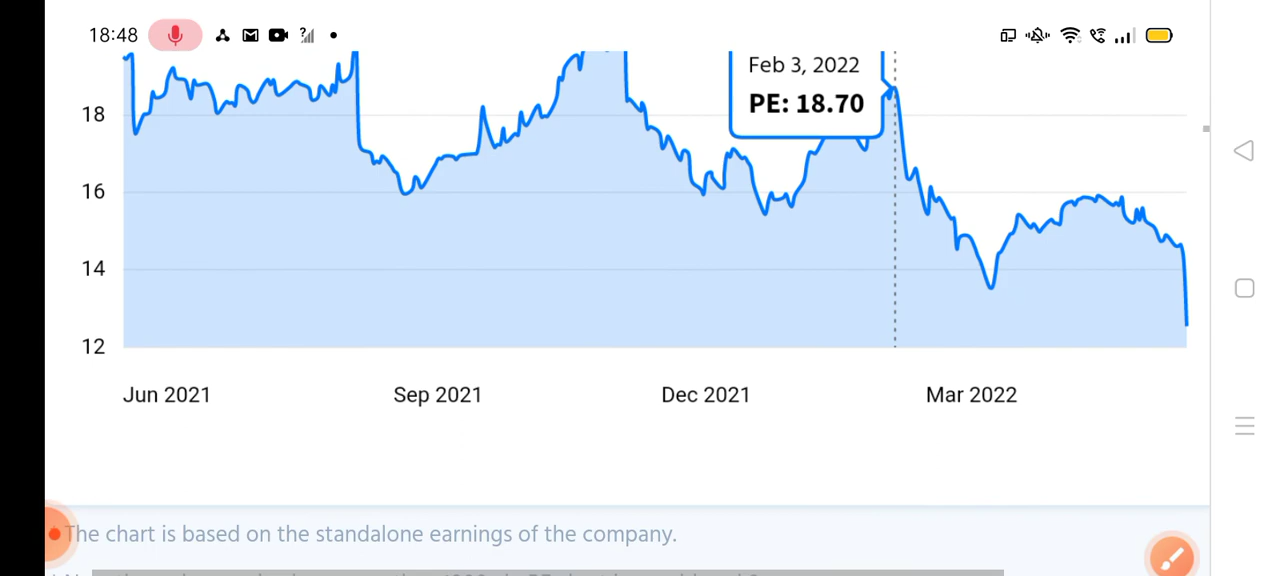 18:48
Feb 3, 2022
PE: 18.70
18
16
14
12
Jun 2021
Sep 2021
Dec 2021
Mar 2022
The chart is based on the standalone earnings of the company.